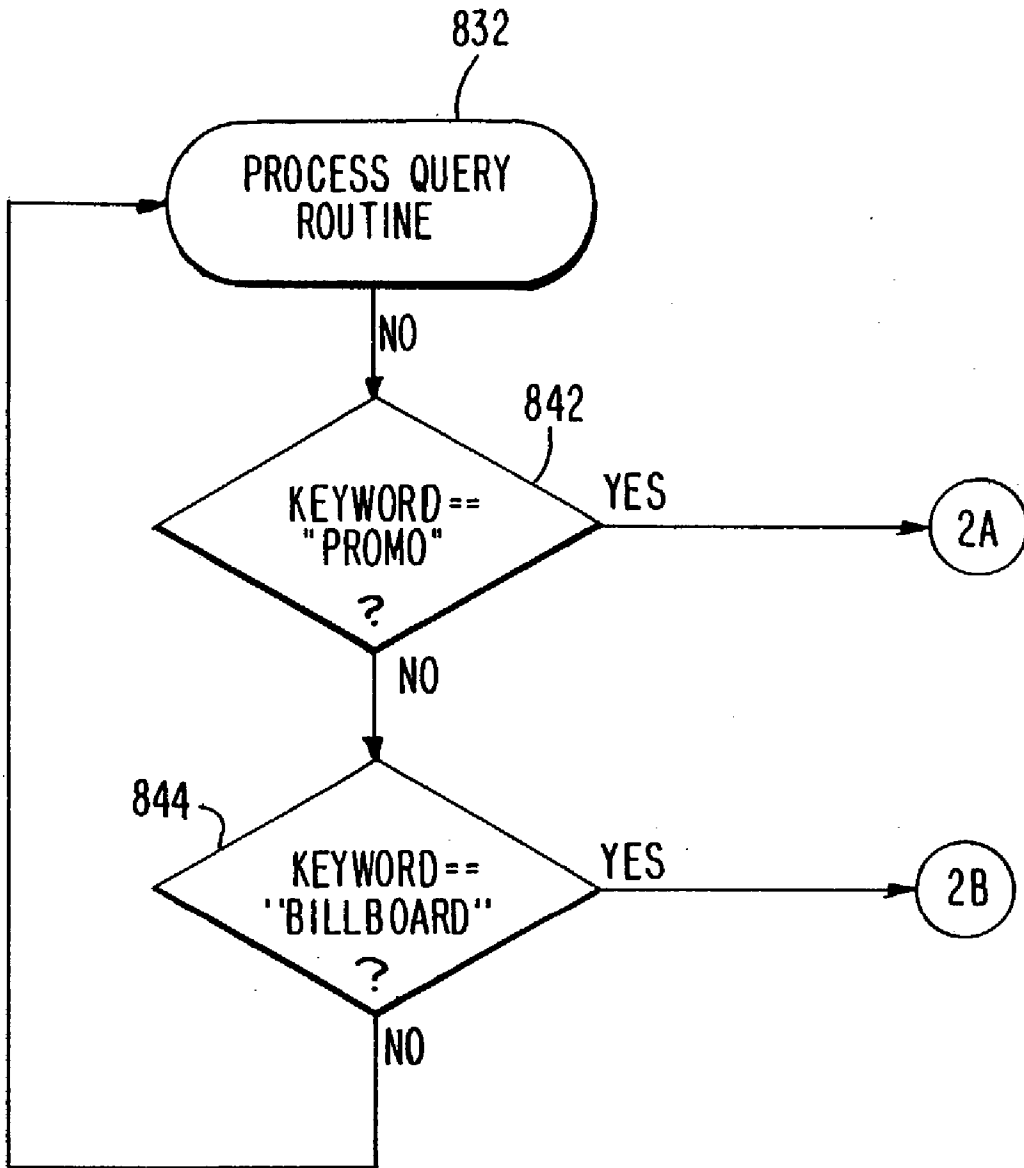 832
PROCESS QUERY
ROUTINE
NO
842
KEYWORD==
"PROMO"
?
YES
2A
NO
844
KEYWORD==
"BILLBOARD"
?
YES
2B
NO